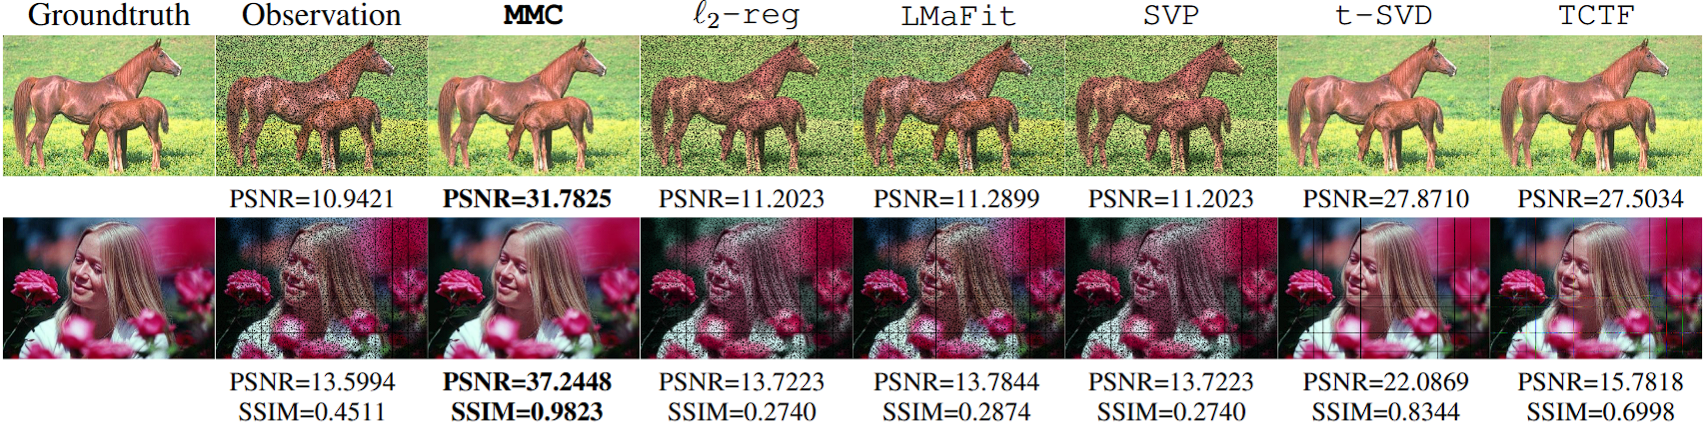 Groundtruth Observation MMC ℓ₂-reg LMaFit SVP t-SVD TCTF
PSNR=10.9421 PSNR=31.7825 PSNR=11.2023 PSNR=11.2899 PSNR=11.2023 PSNR=27.8710 PSNR=27.5034
PSNR=13.5994 PSNR=37.2448 PSNR=13.7223 PSNR=13.7844 PSNR=13.7223 PSNR=22.0869 PSNR=15.7818
SSIM=0.4511 SSIM=0.9823 SSIM=0.2740 SSIM=0.2874 SSIM=0.2740 SSIM=0.8344 SSIM=0.6998